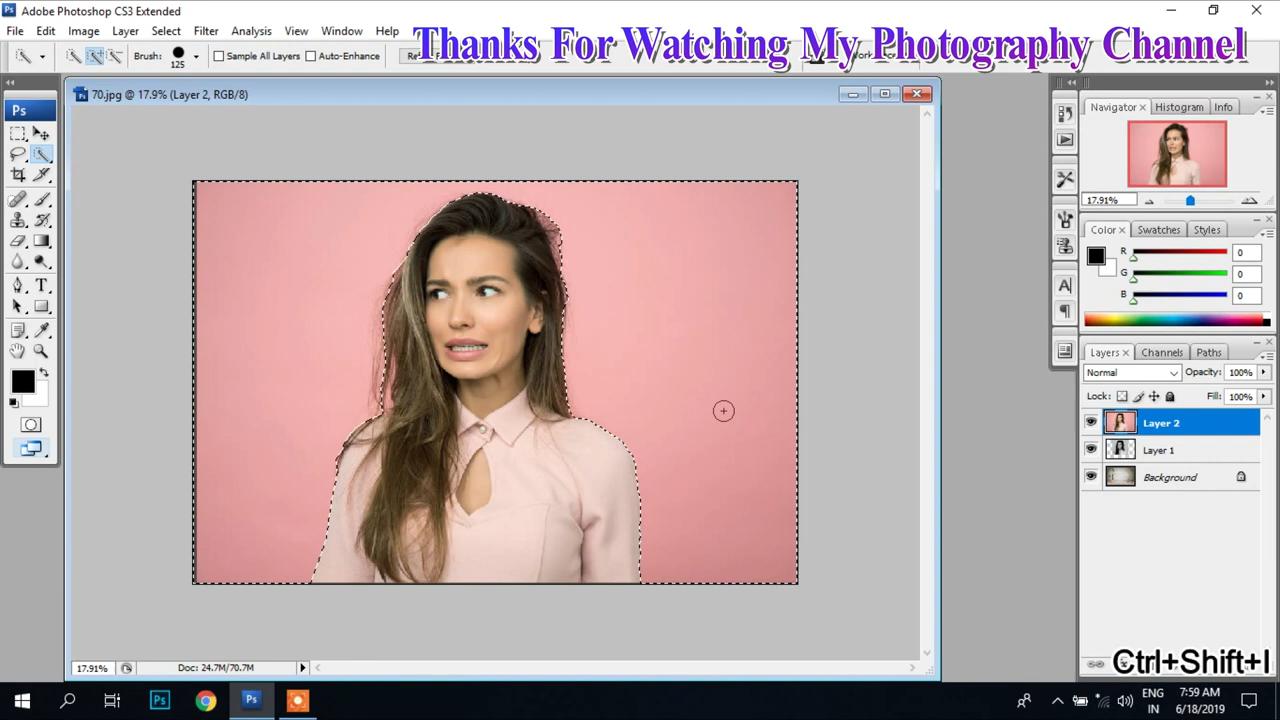 Ps Adobe Photoshop CS3 Extended
File Edit Image Layer Select Filter Analysis View Window Help
Thanks For Watching My Photography Channel
Brush: 125 Sample All Layers Auto-Enhance
Ps
70.jpg @ 17.9% (Layer 2, RGB/8)
Navigator x Histogram Info
17.91%
Color x Swatches Styles
R 0
G 0
B 0
Layers x Channels Paths
Normal Opacity: 100%
Lock: Fill: 100%
Layer 2
Layer 1
Background
17.91% Doc: 24.7M/70.7M
Ctrl+Shift+I
Ps Ps
ENG 7:59 AM
IN 6/18/2019